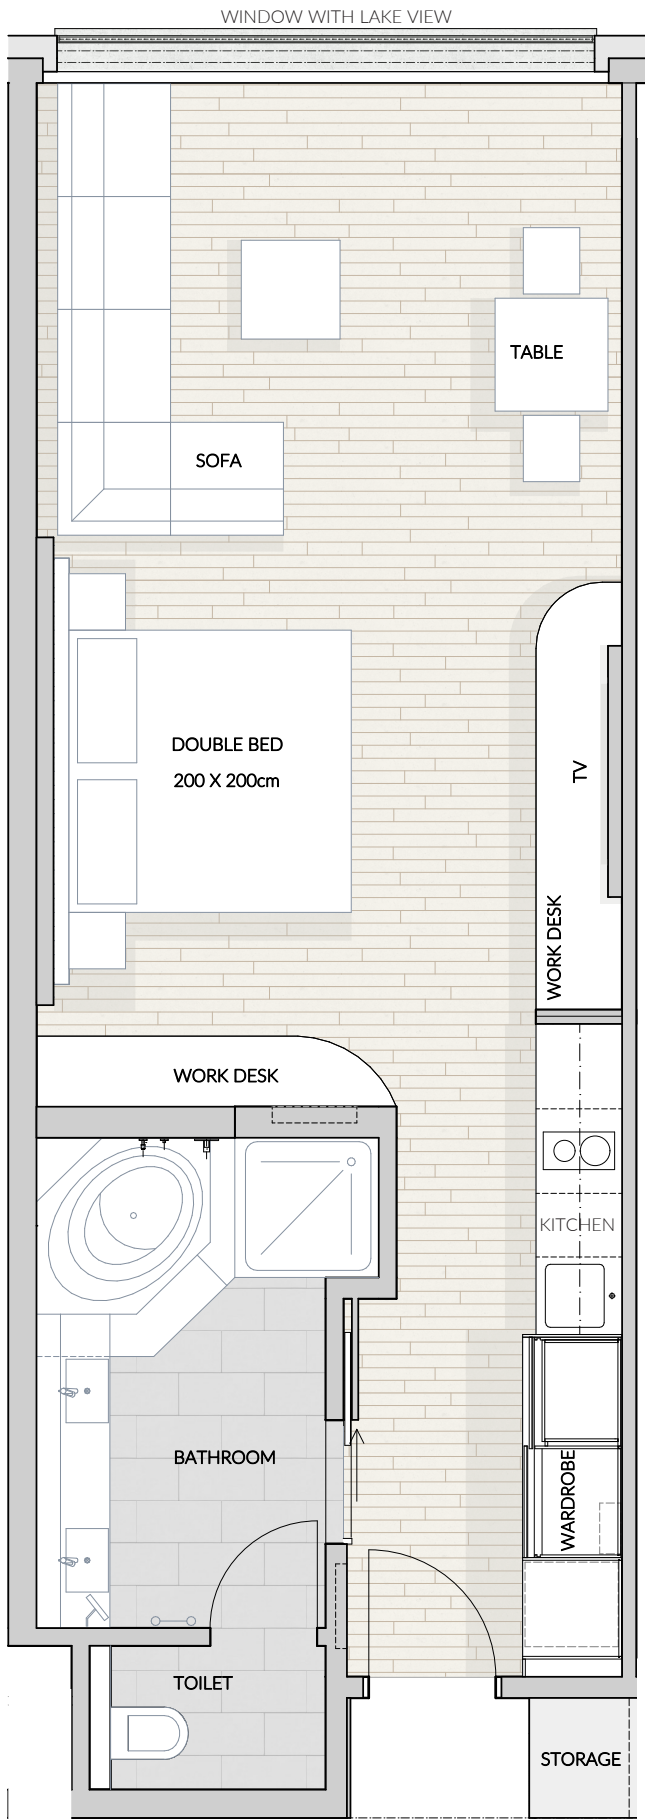 WINDOW WITH LAKE VIEW
TABLE
SOFA
DOUBLE BED
200 X 200cm
TV
WORK DESK
WORK DESK
KITCHEN
WARDROBE
BATHROOM
TOILET
STORAGE